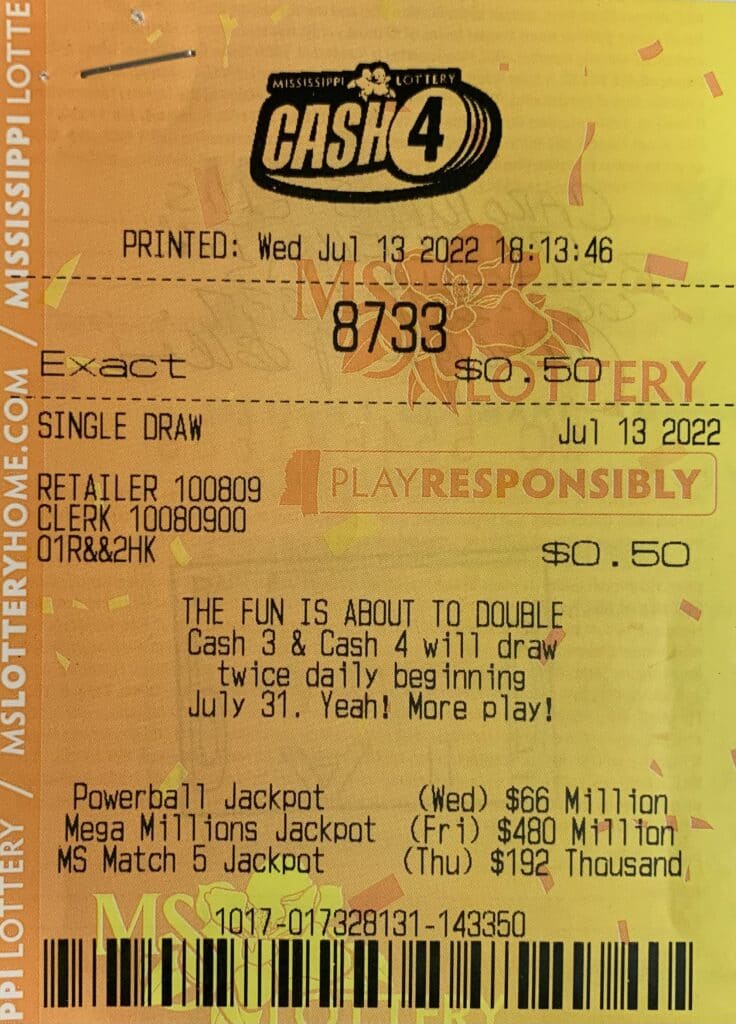 MISSISSIPPI LOTTERY
CASH 4
PRINTED: Wed Jul 13 2022 18:13:46
8733
Exact $0.50
SINGLE DRAW Jul 13 2022
RETAILER 100809
CLERK 10080900
01R&&2HK $0.50
THE FUN IS ABOUT TO DOUBLE
Cash 3 & Cash 4 will draw
twice daily beginning
July 31. Yeah! More play!
Powerball Jackpot (Wed) $66 Million
Mega Millions Jackpot (Fri) $480 Million
MS Match 5 Jackpot (Thu) $192 Thousand
1017-017328131-143350
MS
LOTTERY
PLAYRESPONSIBLY
MS
LOTTERY
PPI LOTTERY / MSLOTTERYHOME.COM / MISSISSIPPI LOTTE